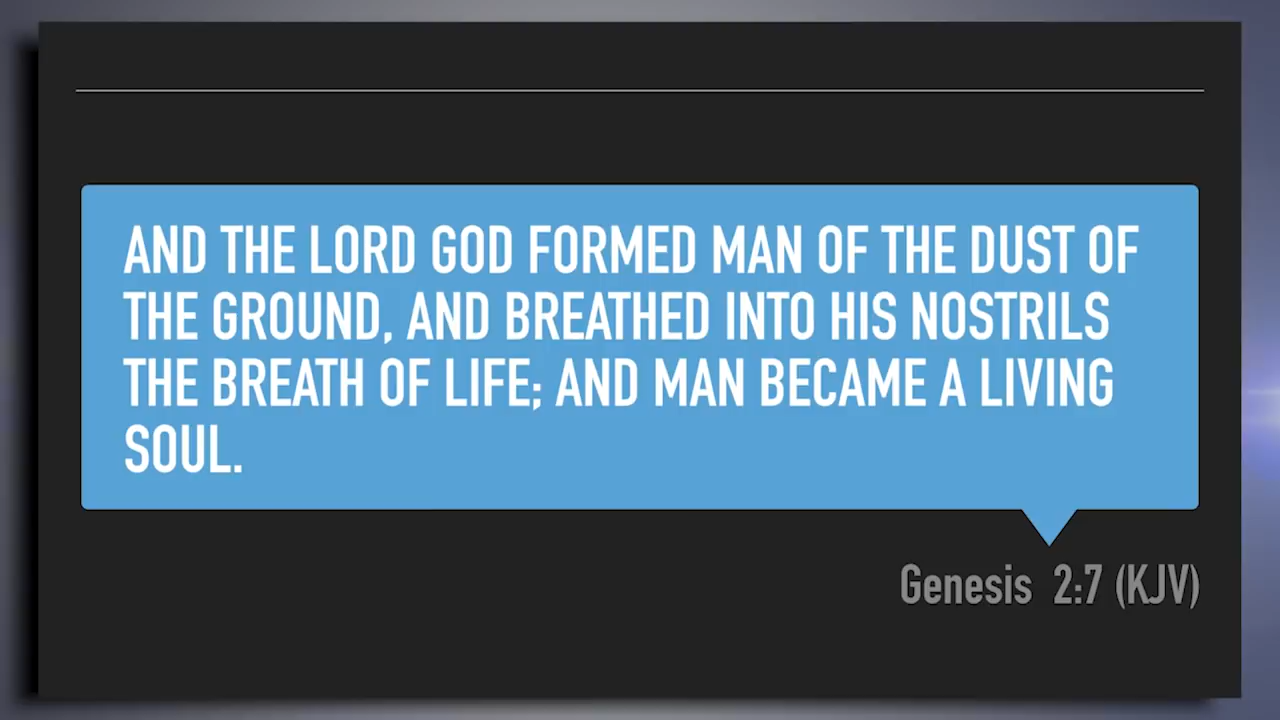 AND THE LORD GOD FORMED MAN OF THE DUST OF
THE GROUND, AND BREATHED INTO HIS NOSTRILS
THE BREATH OF LIFE; AND MAN BECAME A LIVING
SOUL.
Genesis 2:7 (KJV)